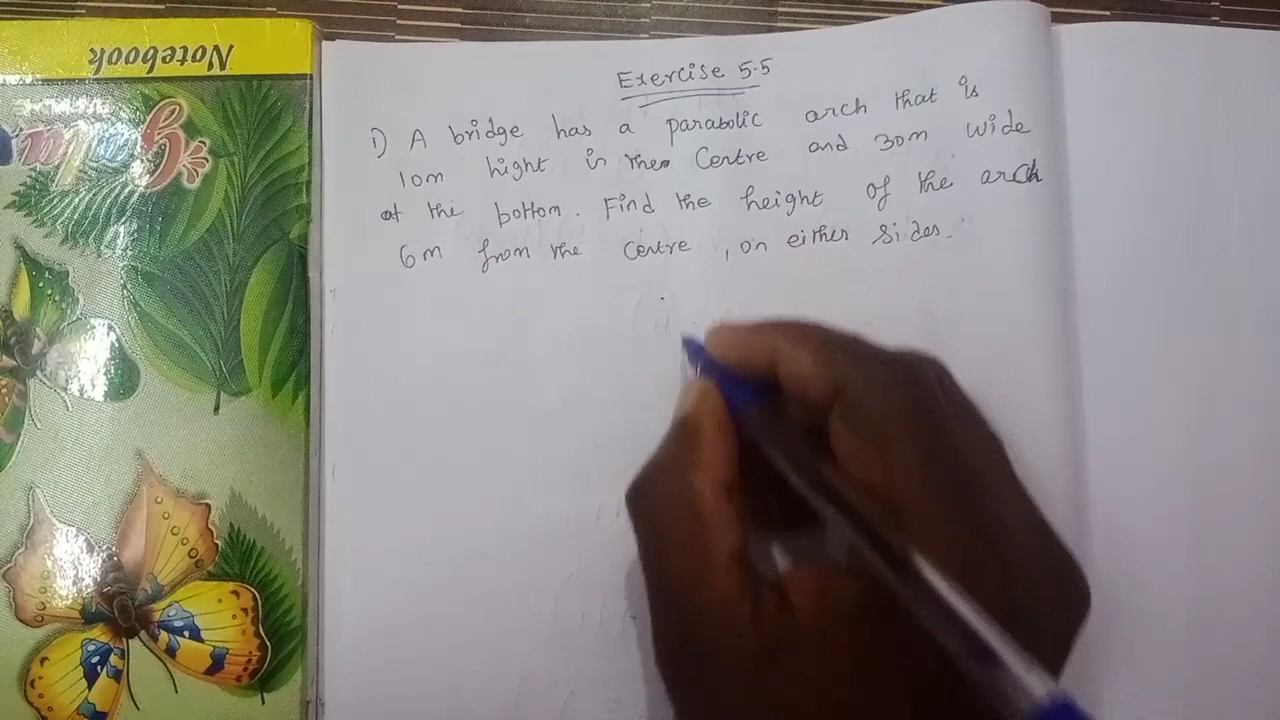 Notebook
Exercise 5.5
1) A bridge has a parabolic arch that is
10m hight in the Centre and 30m wide
at the bottom. Find the height of the arch
6m from the Centre, on either sides.